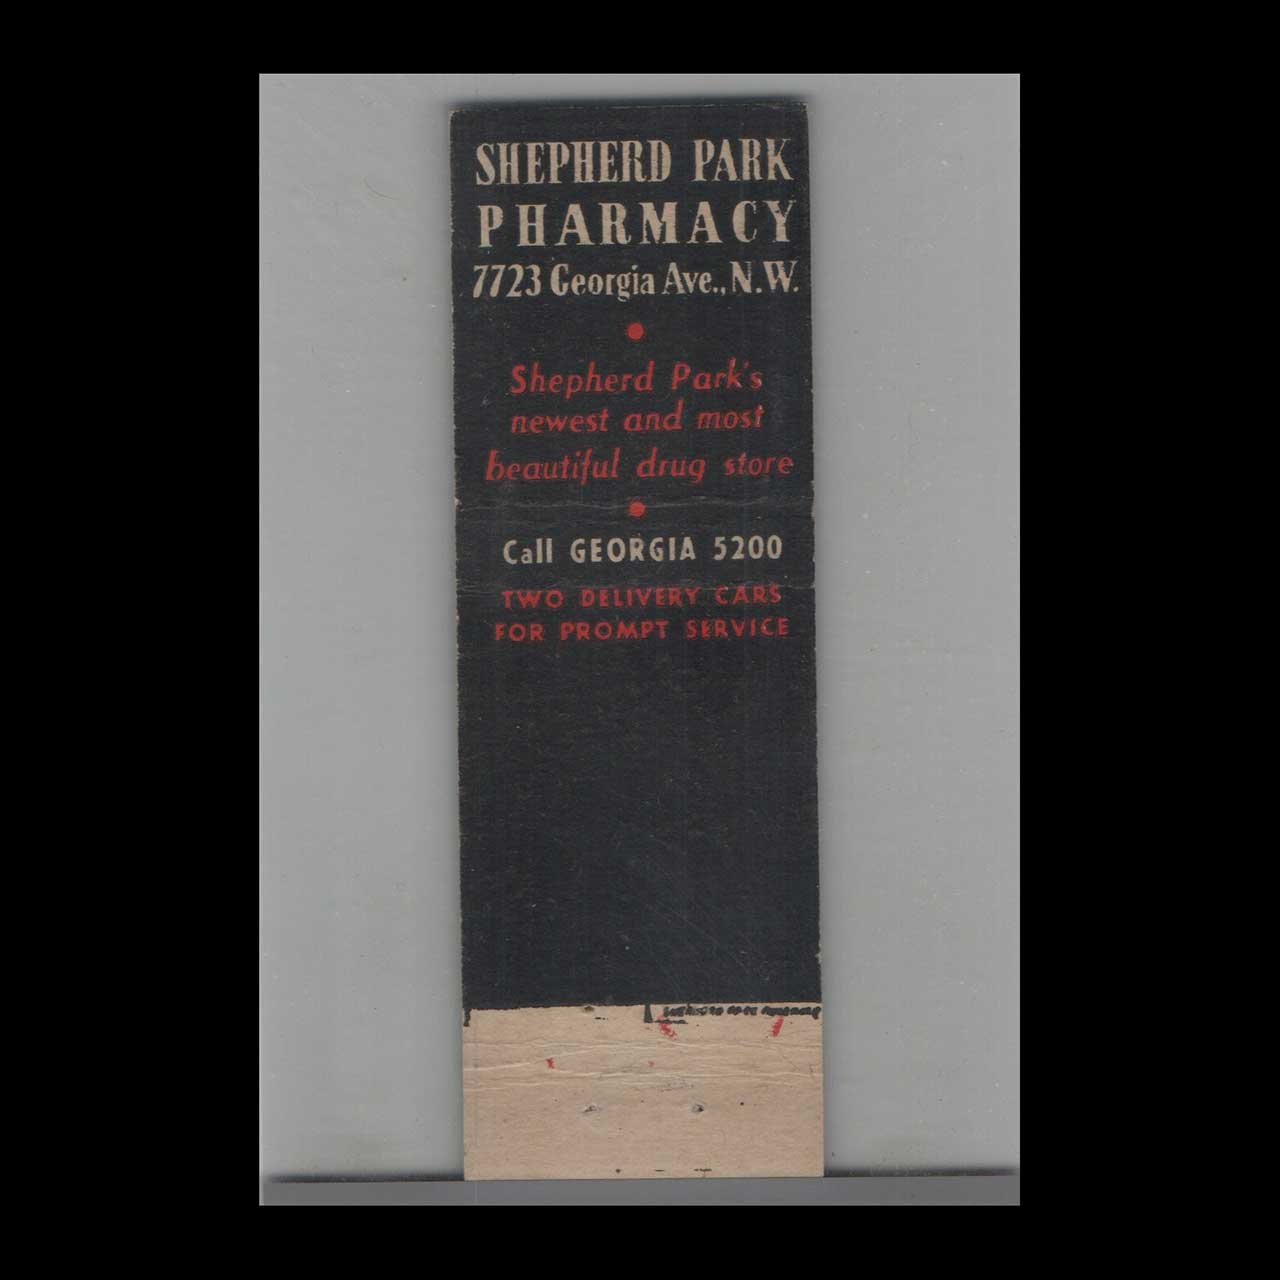 SHEPHERD PARK
PHARMACY
7723 Georgia Ave., N.W.
Shepherd Park's
newest and most
beautiful drug store
Call GEORGIA 5200
TWO DELIVERY CARS
FOR PROMPT SERVICE